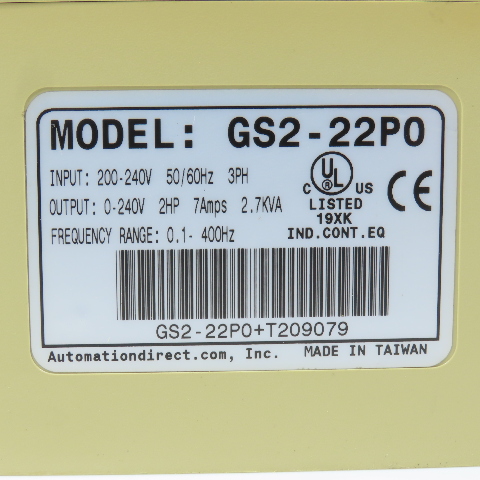 MODEL: GS2-22P0
INPUT: 200-240V 50/60Hz 3PH
OUTPUT: 0-240V 2HP 7Amps 2.7KVA
FREQUENCY RANGE: 0.1- 400Hz
UL
C US
LISTED
19XK
IND.CONT.EQ
CE
GS2-22P0+T209079
Automationdirect.com, Inc. MADE IN TAIWAN